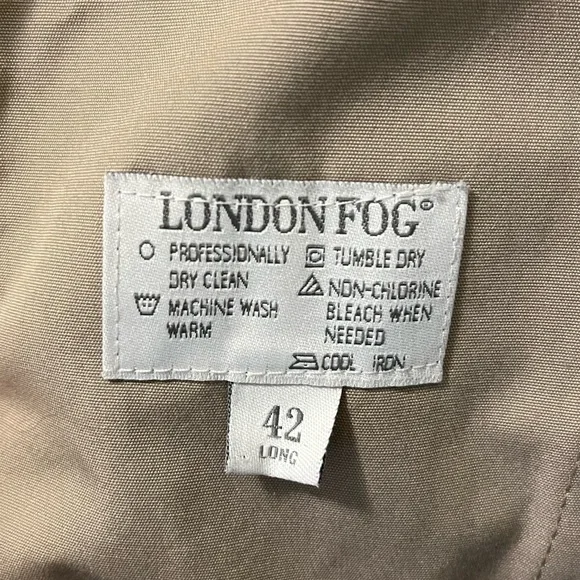 LONDON FOG®
PROFESSIONALLY
DRY CLEAN
MACHINE WASH
WARM
TUMBLE DRY
NON-CHLORINE
BLEACH WHEN
NEEDED
COOL IRON
42
LONG